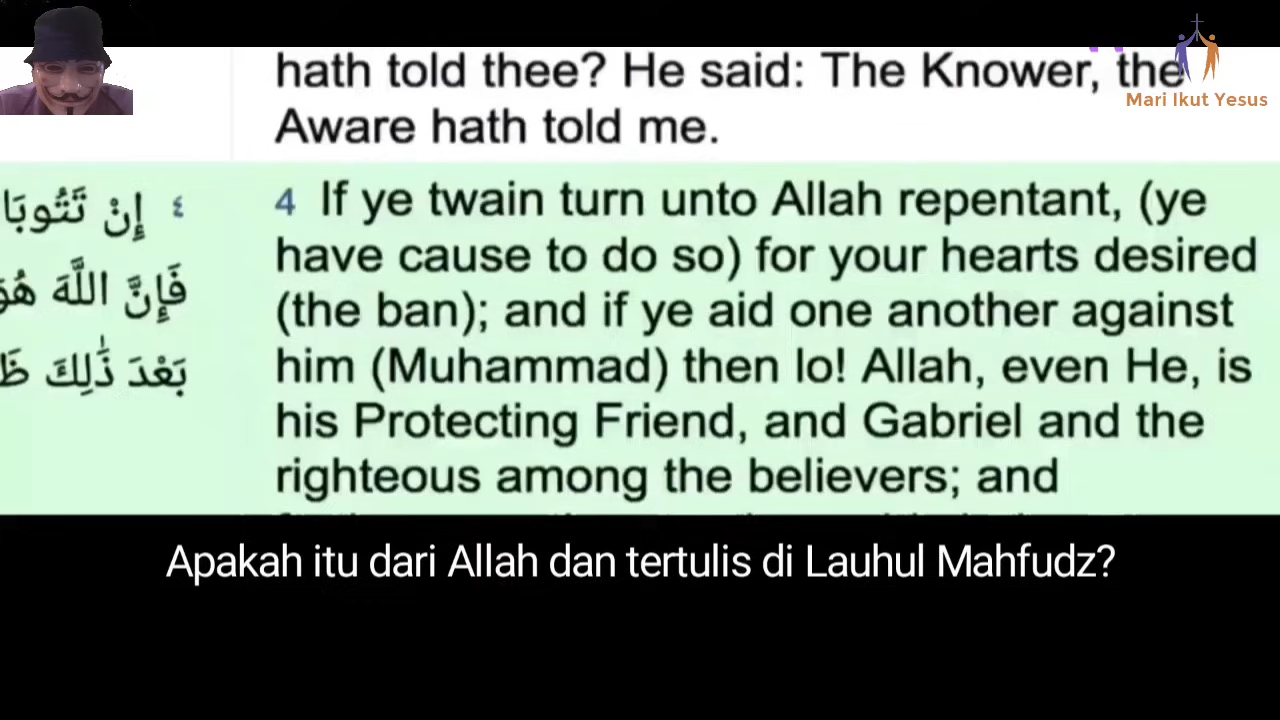 Mari Ikut Yesus
hath told thee? He said: The Knower, the
Aware hath told me.
٤ إِنْ تَتُوبَا
فَإِنَّ اللَّهَ
بَعْدَ ذَٰلِكَ
4 If ye twain turn unto Allah repentant, (ye
have cause to do so) for your hearts desired
(the ban); and if ye aid one another against
him (Muhammad) then lo! Allah, even He, is
his Protecting Friend, and Gabriel and the
righteous among the believers; and
Apakah itu dari Allah dan tertulis di Lauhul Mahfudz?